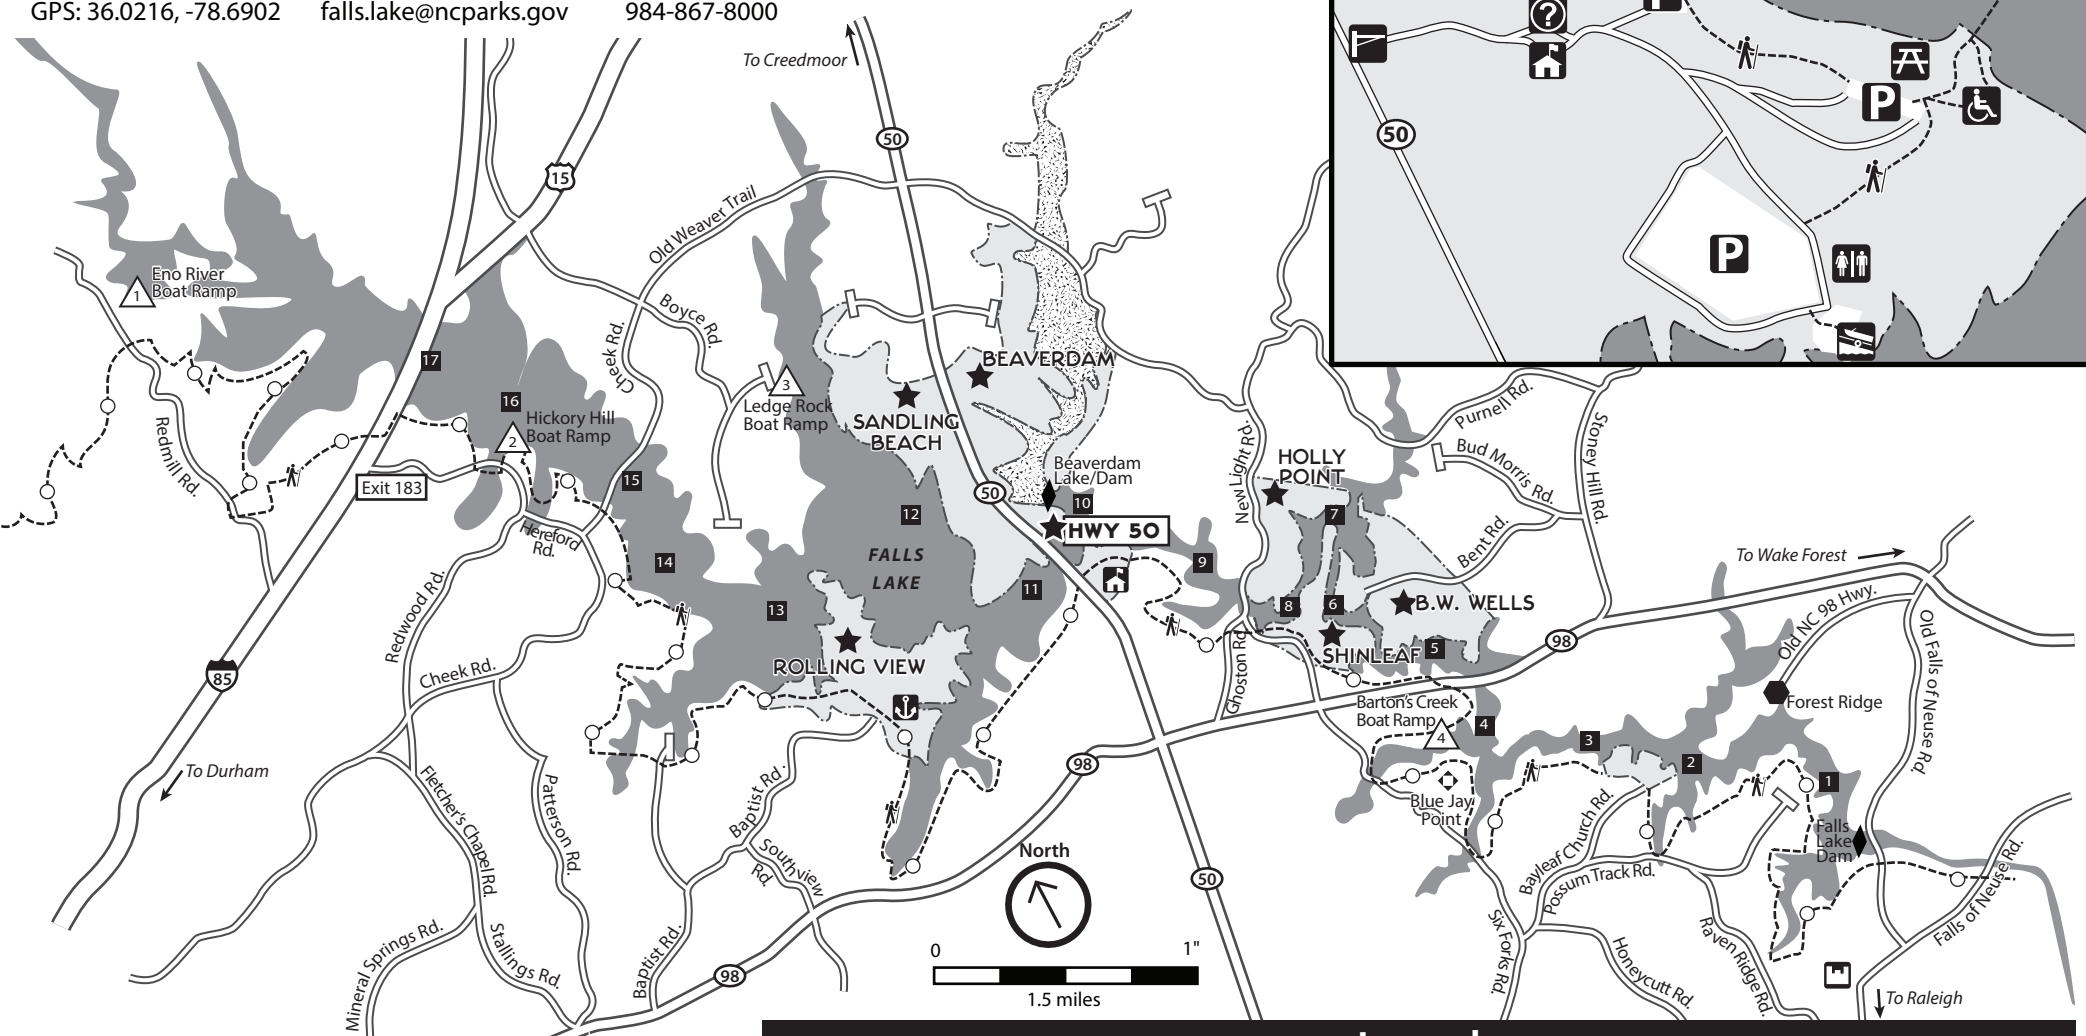 GPS: 36.0216, -78.6902 falls.lake@ncparks.gov 984-867-8000
To Creedmoor
?
50
P
P
50
15
Old Weaver Trail
Eno River
Boat Ramp
1
Boyce Rd
Cheek Rd.
17
BEAVERDAM
3
Ledge Rock
Boat Ramp
SANDLING
BEACH
16
Hickory Hill
Boat Ramp
2
Redmill Rd.
Exit 183
15
Hereford
Rd.
14
13
12
FALLS
LAKE
50
Beaverdam
Lake/Dam
10
HWY 50
11
9
New Light Rd.
HOLLY
POINT
7
Purnell Rd.
Bud Morris Rd.
Stoney Hill Rd.
Bent Rd.
8
6
B.W. WELLS
SHINLEAF
5
98
To Wake Forest
Old NC 98 Hwy.
Old Falls of Neuse Rd.
Forest Ridge
Ghoston Rd.
Barton's Creek
Boat Ramp
4
4
3
2
1
Blue Jay
Point
Falls
Lake
Dam
Redwood Rd.
85
Cheek Rd.
ROLLING VIEW
To Durham
Fletcher's Chapel Rd.
Patterson Rd.
Baptist Rd.
Southview
Rd.
98
North
50
Bayleaf Church Rd.
Possum Track Rd.
Falls of Neuse Rd.
Mineral Springs Rd.
Stallings Rd.
Baptist Rd.
98
0 1"
1.5 miles
Six Forks Rd.
Honeycutt Rd.
Raven Ridge Rd.
To Raleigh